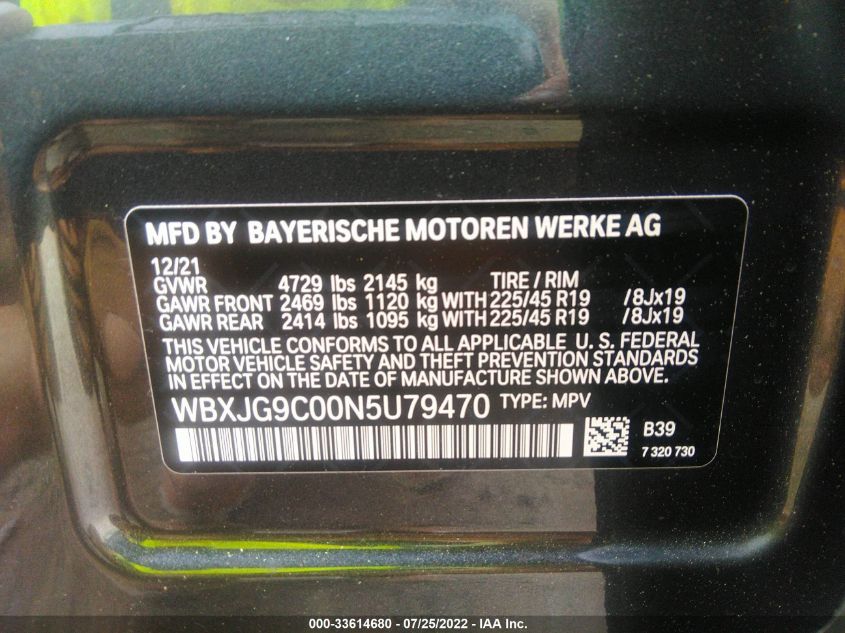 MFD BY BAYERISCHE MOTOREN WERKE AG
12/21
GVWR 4729 lbs 2145 kg TIRE / RIM
GAWR FRONT 2469 lbs 1120 kg WITH 225/45 R19 /8Jx19
GAWR REAR 2414 lbs 1095 kg WITH 225/45 R19 /8Jx19
THIS VEHICLE CONFORMS TO ALL APPLICABLE U. S. FEDERAL
MOTOR VEHICLE SAFETY AND THEFT PREVENTION STANDARDS
IN EFFECT ON THE DATE OF MANUFACTURE SHOWN ABOVE.
WBXJG9C00N5U79470 TYPE: MPV
B39
7 320 730
000-33614680 - 07/25/2022 - IAA Inc.